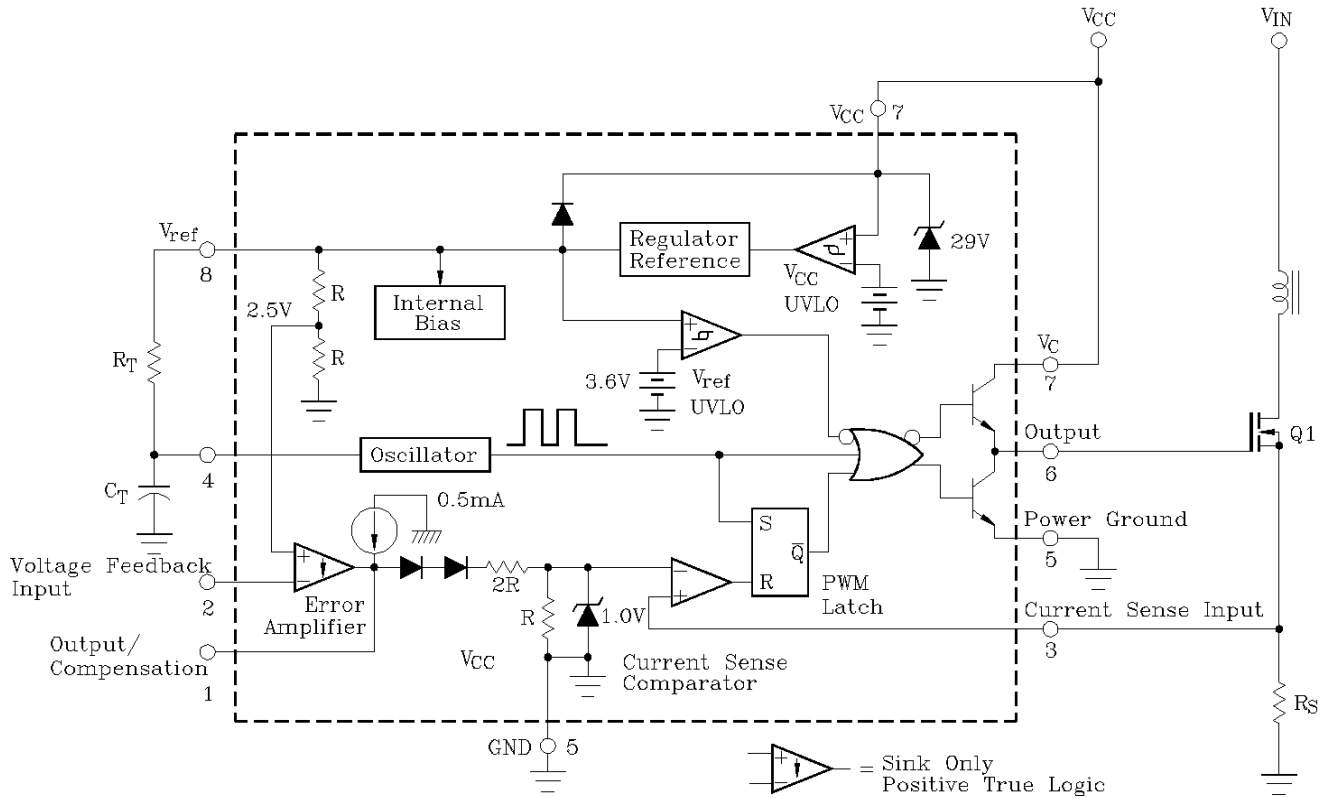 VCC
VIN
VCC 7
Vref
8
Regulator
Reference
29V
VCC
UVLO
2.5V
R
Internal
Bias
R
RT
3.6V
Vref
UVLO
VC
7
Oscillator
Output
6
Q1
4
CT
0.5mA
S
Q
R
Power Ground
5
Voltage Feedback
Input
2
Error
Amplifier
2R
R
1.0V
PWM
Latch
Current Sense Input
3
Output/
Compensation
1
VCC
Current Sense
Comparator
RS
GND 5
+
−
= Sink Only
Positive True Logic